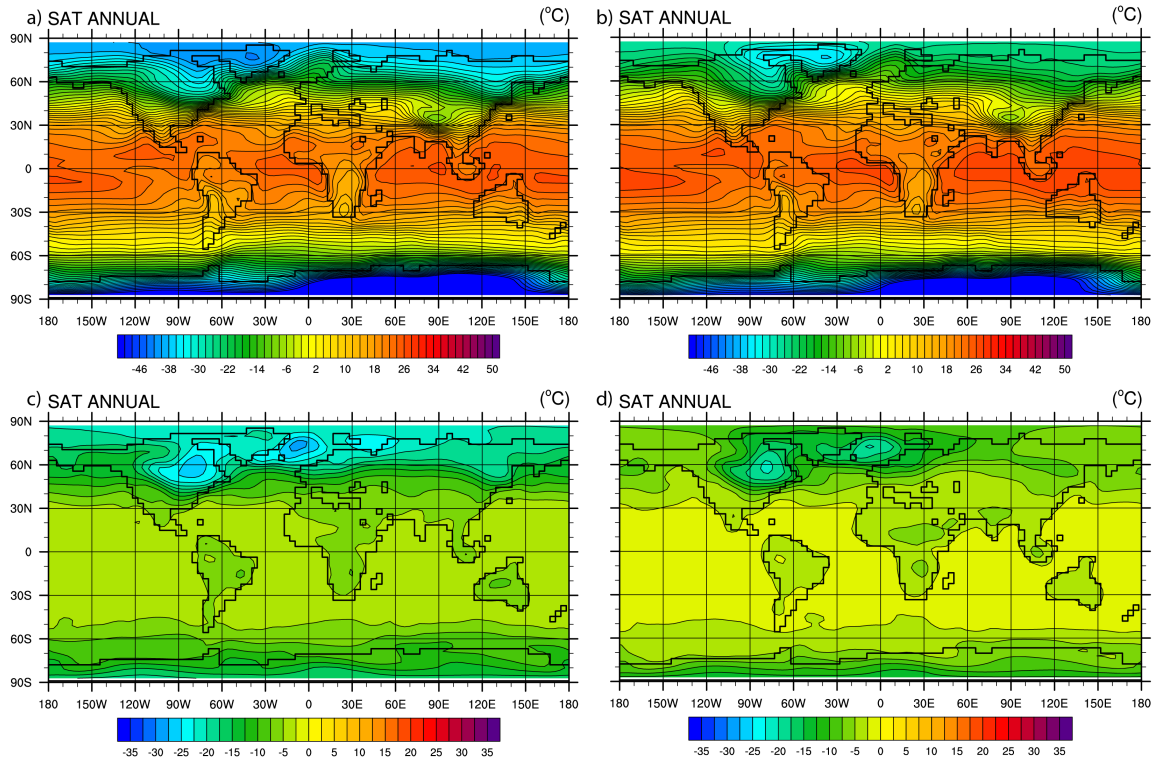 a) SAT ANNUAL (°C)
90N
60N
30N
0
30S
60S
90S
180 150W 120W 90W 60W 30W 0 30E 60E 90E 120E 150E 180
-46 -38 -30 -22 -14 -6 2 10 18 26 34 42 50
b) SAT ANNUAL (°C)
90N
60N
30N
0
30S
60S
90S
180 150W 120W 90W 60W 30W 0 30E 60E 90E 120E 150E 180
-46 -38 -30 -22 -14 -6 2 10 18 26 34 42 50
c) SAT ANNUAL (°C)
90N
60N
30N
0
30S
60S
90S
180 150W 120W 90W 60W 30W 0 30E 60E 90E 120E 150E 180
-35 -30 -25 -20 -15 -10 -5 0 5 10 15 20 25 30 35
d) SAT ANNUAL (°C)
90N
60N
30N
0
30S
60S
90S
180 150W 120W 90W 60W 30W 0 30E 60E 90E 120E 150E 180
-35 -30 -25 -20 -15 -10 -5 0 5 10 15 20 25 30 35